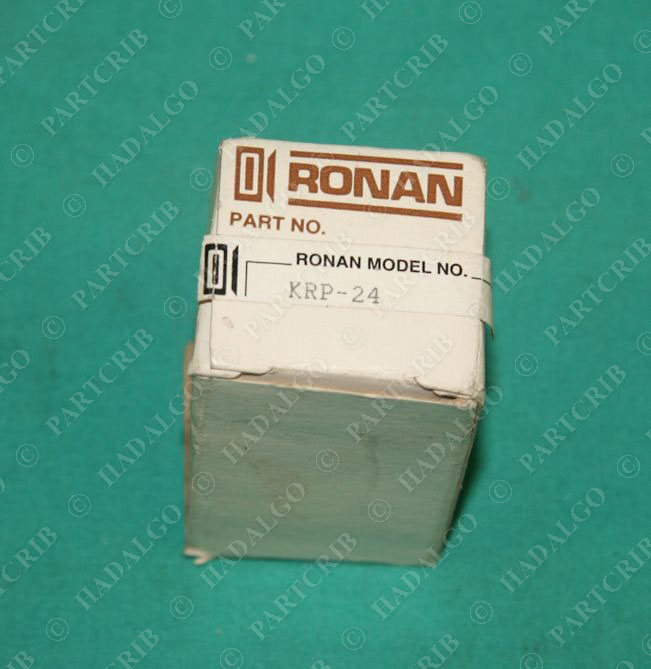 RONAN
PART NO.
RONAN MODEL NO.
KRP-24
© PARTCRIB
© HADALGO